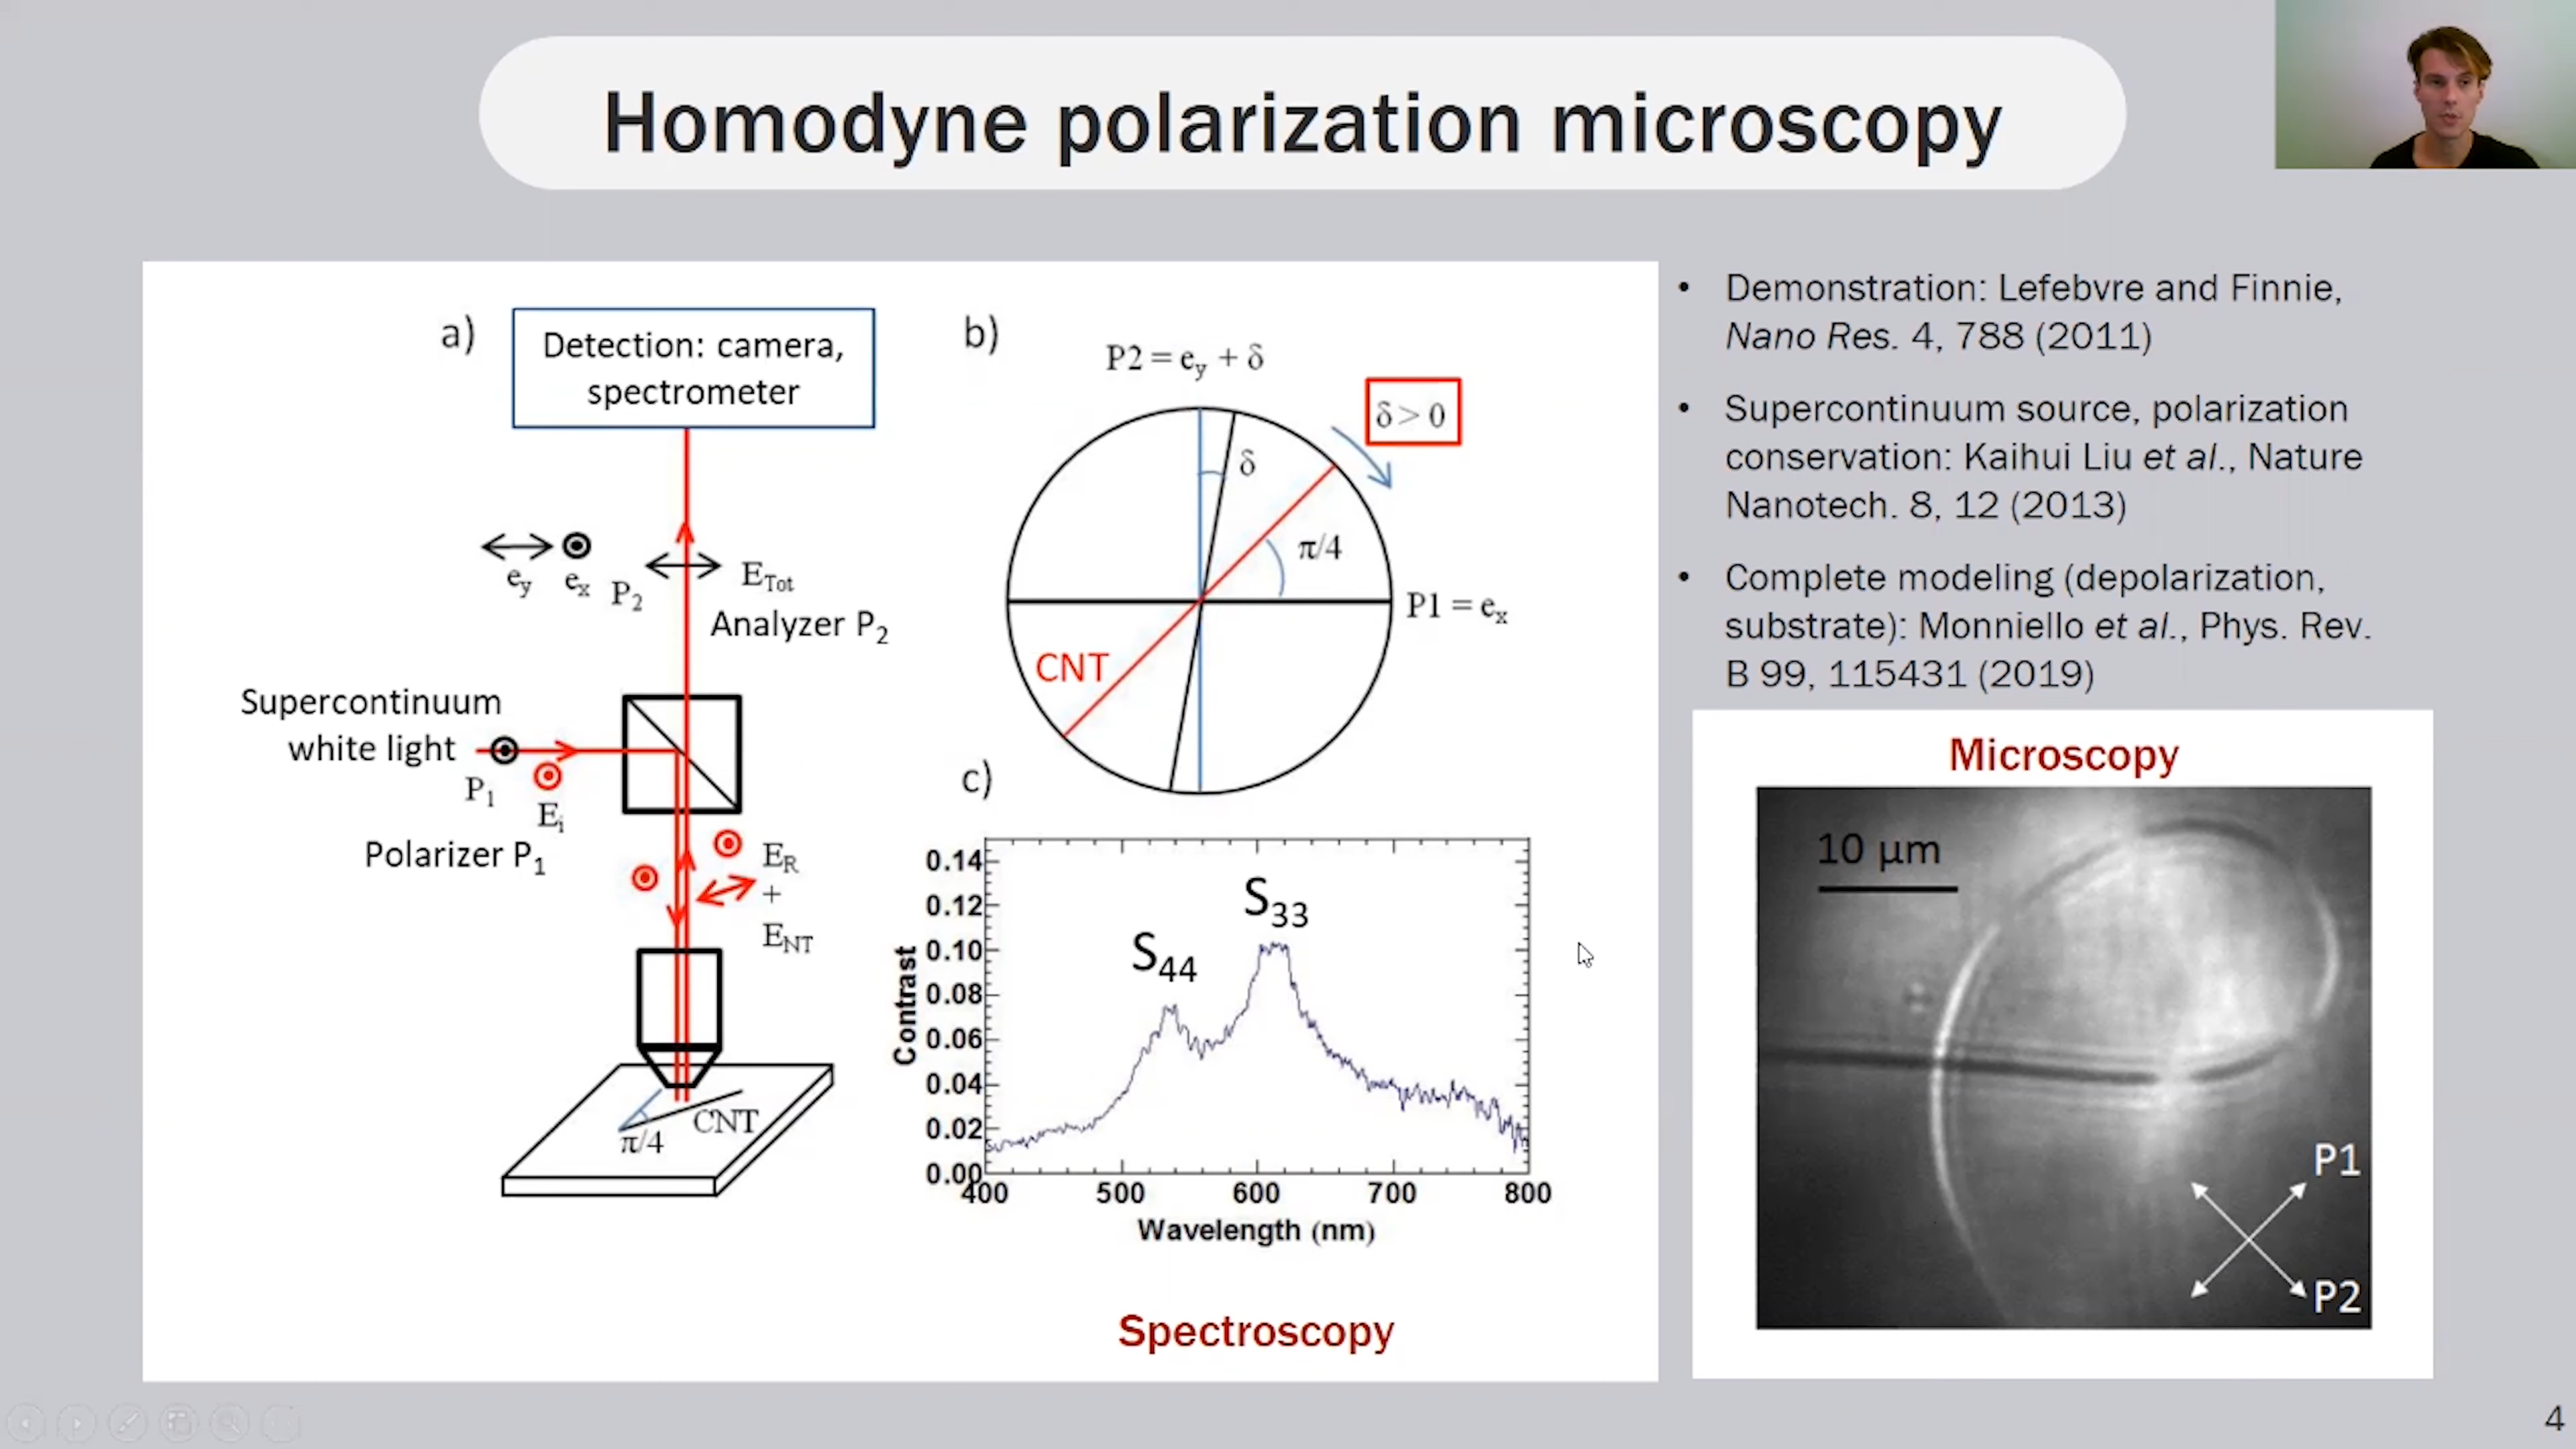 Homodyne polarization microscopy
a)
Detection: camera,
spectrometer
e_y e_x P_2 E_Tot
Analyzer P_2
Supercontinuum
white light
P_1
E_i
Polarizer P_1
E_R
+
E_NT
CNT
π/4
b)
P2 = e_y + δ
δ > 0
δ
π/4
P1 = e_x
CNT
c)
S_33
S_44
0.14
0.12
0.10
0.08
0.06
0.04
0.02
0.00
Contrast
400 500 600 700 800
Wavelength (nm)
Spectroscopy
• Demonstration: Lefebvre and Finnie,
Nano Res. 4, 788 (2011)
• Supercontinuum source, polarization
conservation: Kaihui Liu et al., Nature
Nanotech. 8, 12 (2013)
• Complete modeling (depolarization,
substrate): Monniello et al., Phys. Rev.
B 99, 115431 (2019)
Microscopy
10 μm
P1
P2
4